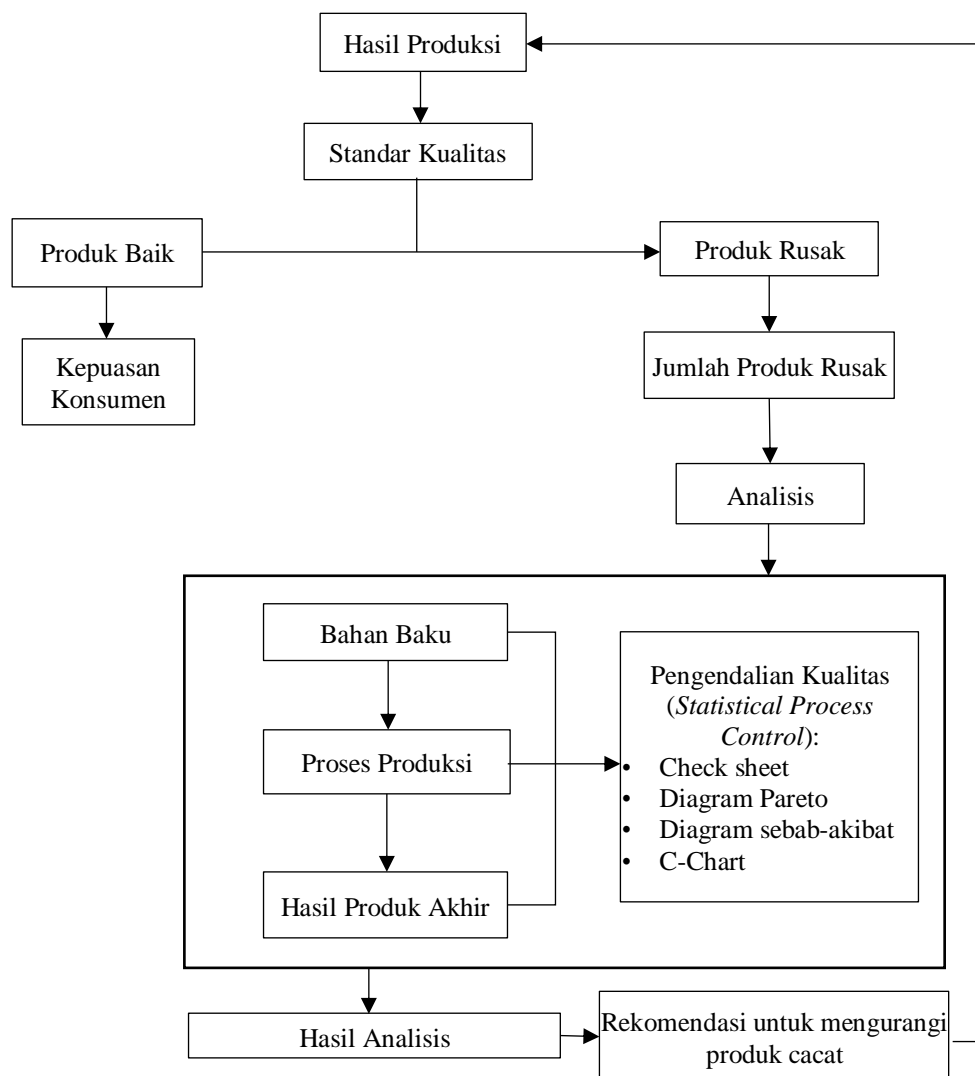 Hasil Produksi
Standar Kualitas
Produk Baik
Produk Rusak
Kepuasan
Konsumen
Jumlah Produk Rusak
Analisis
Bahan Baku
Proses Produksi
Hasil Produk Akhir
Pengendalian Kualitas
(Statistical Process
Control):
• Check sheet
• Diagram Pareto
• Diagram sebab-akibat
• C-Chart
Hasil Analisis
Rekomendasi untuk mengurangi
produk cacat